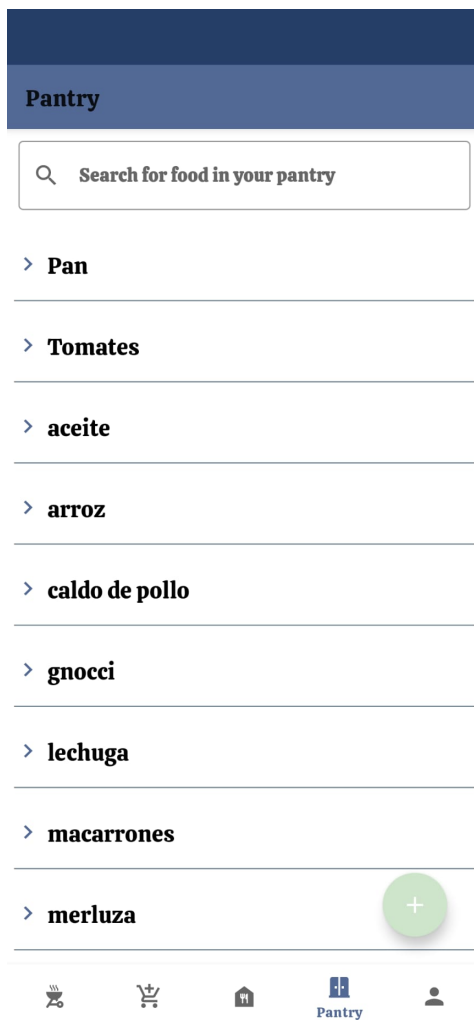 Pantry
Search for food in your pantry
Pan
Tomates
aceite
arroz
caldo de pollo
gnocci
lechuga
macarrones
merluza
Pantry